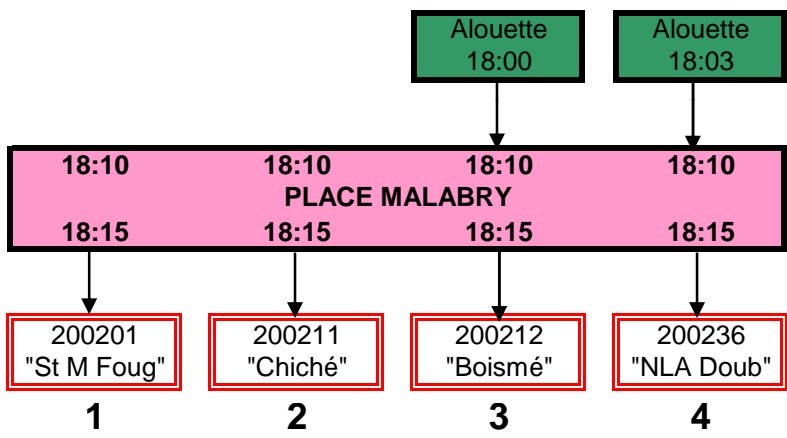 Alouette Alouette
18:00 18:03
18:10 18:10 18:10 18:10
PLACE MALABRY
18:15 18:15 18:15 18:15
200201 200211 200212 200236
"St M Foug" "Chiché" "Boismé" "NLA Doub"
1 2 3 4